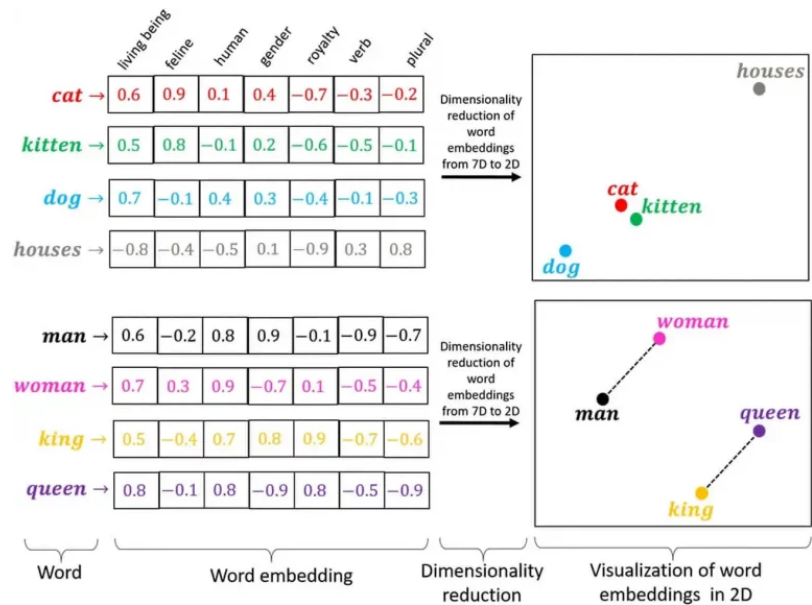 living being feline human gender royalty verb plural
cat → 0.6 0.9 0.1 0.4 −0.7 −0.3 −0.2
kitten → 0.5 0.8 −0.1 0.2 −0.6 −0.5 −0.1
dog → 0.7 −0.1 0.4 0.3 −0.4 −0.1 −0.3
houses → −0.8 −0.4 −0.5 0.1 −0.9 0.3 0.8
Dimensionality
reduction of
word
embeddings
from 7D to 2D
houses
cat
kitten
dog
man → 0.6 −0.2 0.8 0.9 −0.1 −0.9 −0.7
woman → 0.7 0.3 0.9 −0.7 0.1 −0.5 −0.4
king → 0.5 −0.4 0.7 0.8 0.9 −0.7 −0.6
queen → 0.8 −0.1 0.8 −0.9 0.8 −0.5 −0.9
Dimensionality
reduction of
word
embeddings
from 7D to 2D
woman
man
queen
king
Word
Word embedding
Dimensionality
reduction
Visualization of word
embeddings in 2D